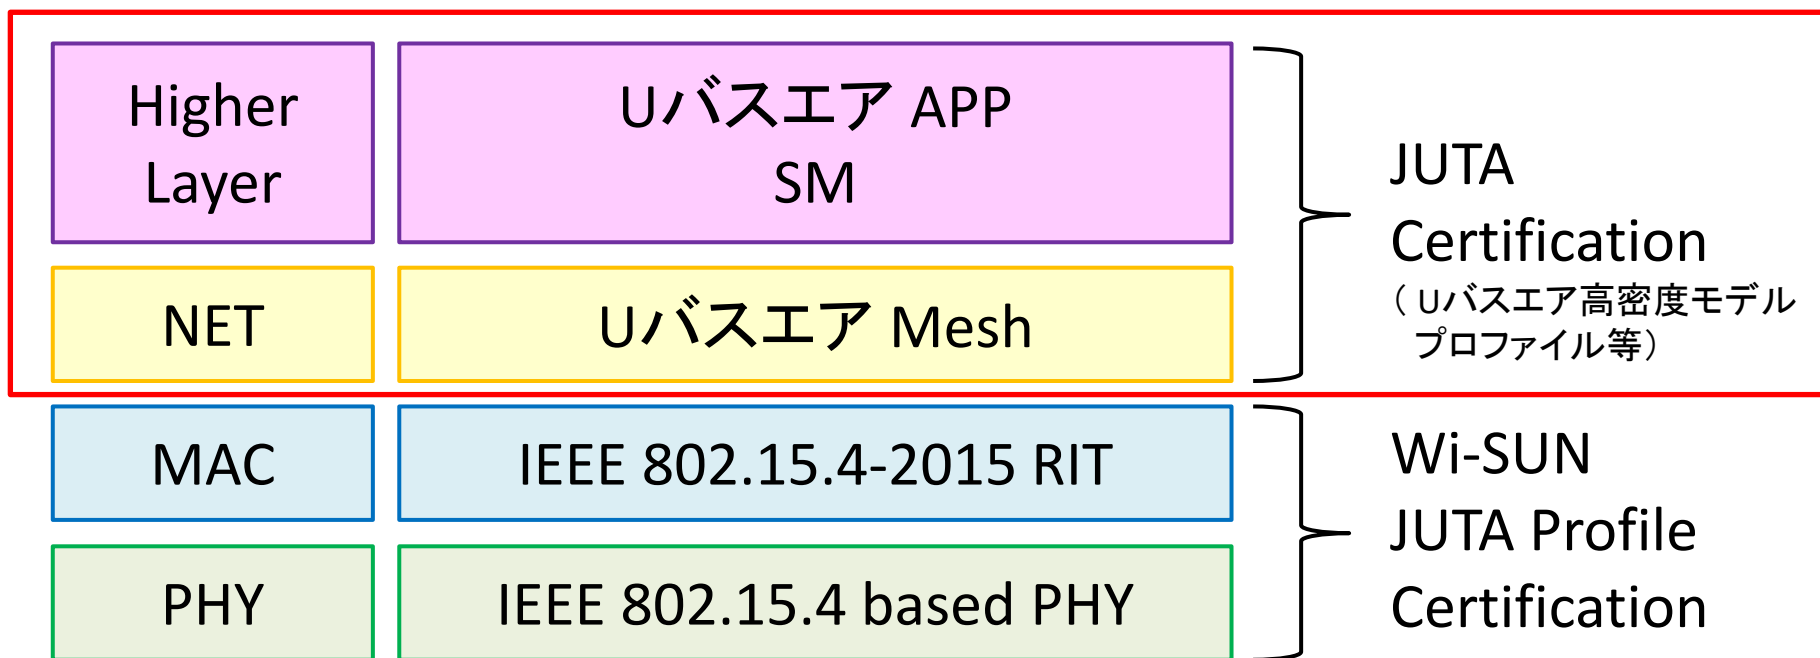 Higher
Layer
Uバスエア APP
SM
NET
Uバスエア Mesh
JUTA
Certification
（Uバスエア高密度モデル
プロファイル等）
MAC
IEEE 802.15.4-2015 RIT
PHY
IEEE 802.15.4 based PHY
Wi-SUN
JUTA Profile
Certification